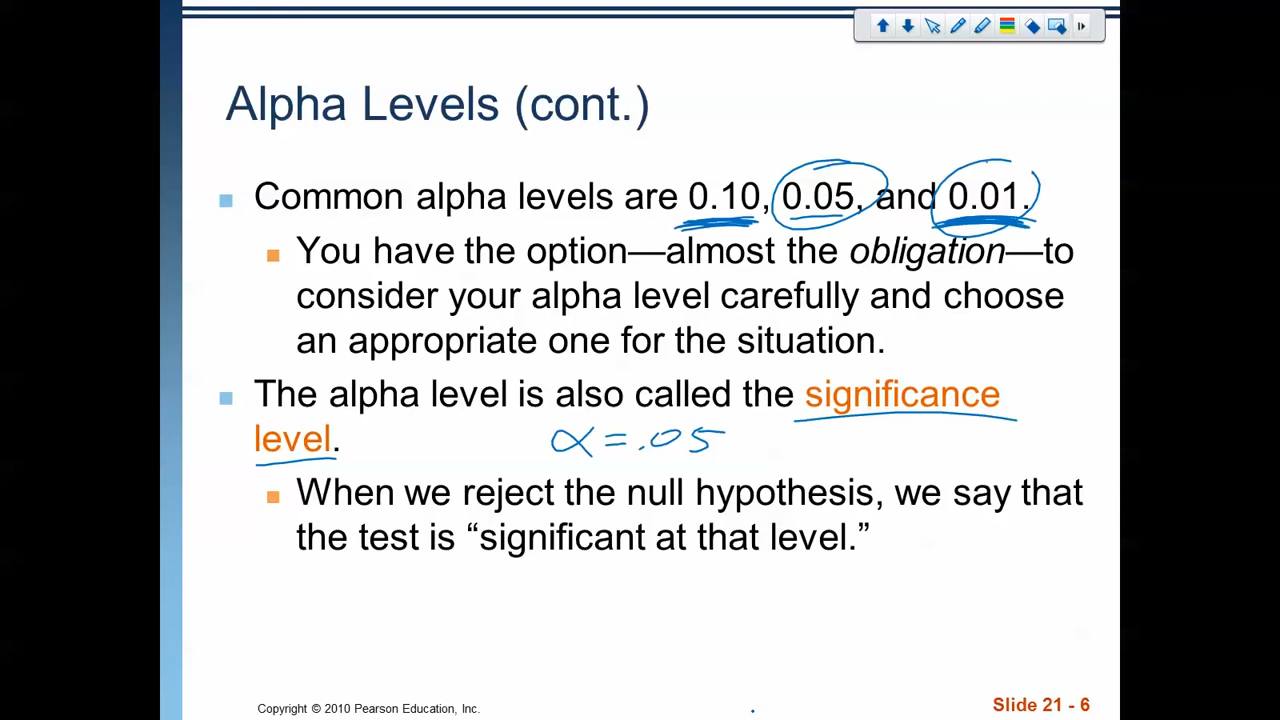 Alpha Levels (cont.)
Common alpha levels are 0.10, 0.05, and 0.01.
You have the option—almost the obligation—to
consider your alpha level carefully and choose
an appropriate one for the situation.
The alpha level is also called the significance
level.
α = .05
When we reject the null hypothesis, we say that
the test is “significant at that level.”
Copyright © 2010 Pearson Education, Inc.
Slide 21 - 6